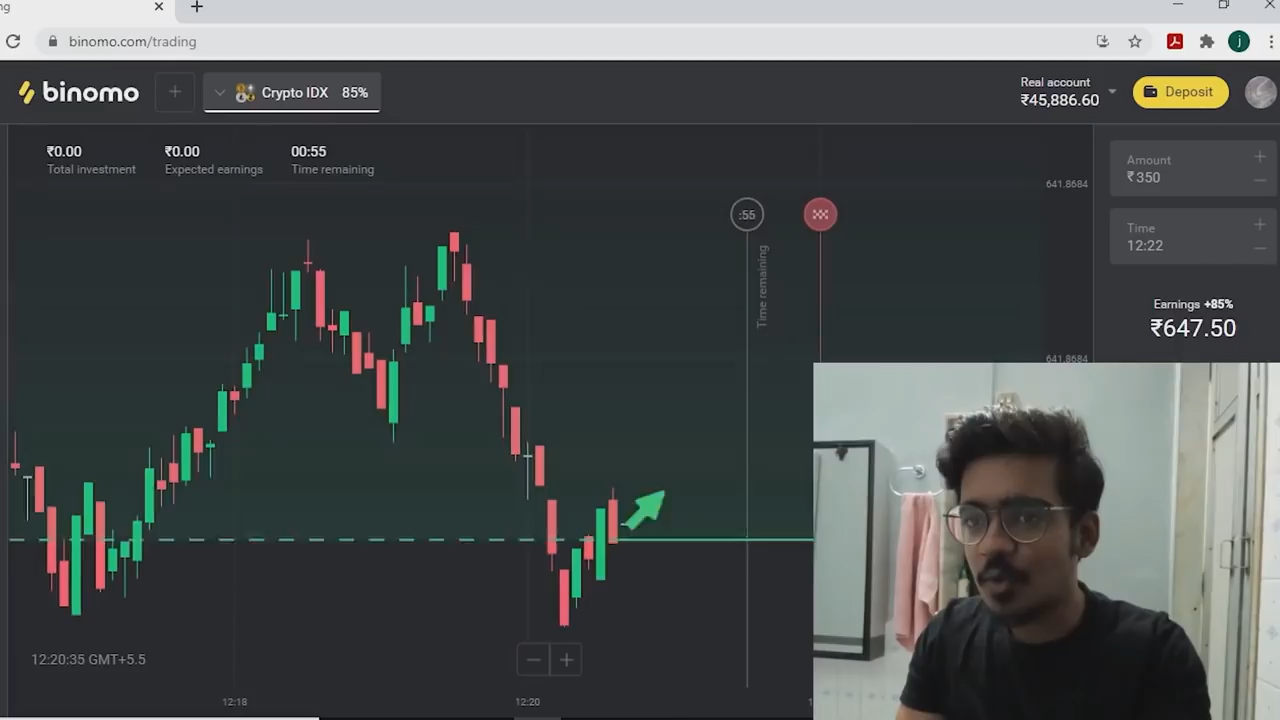 ng
binomo.com/trading
j
binomo
Crypto IDX 85%
Real account
₹45,886.60
Deposit
₹0.00
Total investment
₹0.00
Expected earnings
00:55
Time remaining
641.8684
Amount
₹350
:55
Time remaining
Time
12:22
Earnings +85%
₹647.50
641.8684
12:20:35 GMT+5.5
12:18
12:20